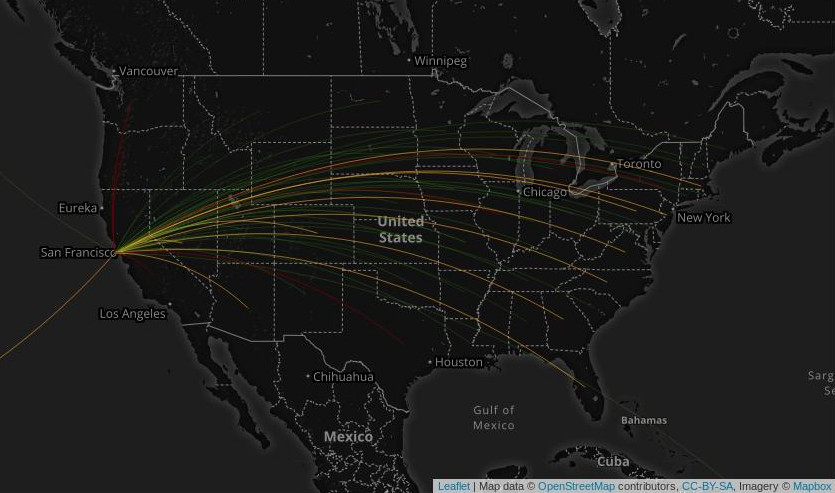 Winnipeg
Vancouver
Toronto
Chicago
Eureka
New York
United
States
San Francisco
Los Angeles
Houston
Chihuahua
Gulf of
Mexico
Bahamas
Mexico
Cuba
Leaflet | Map data © OpenStreetMap contributors, CC-BY-SA, Imagery © Mapbox